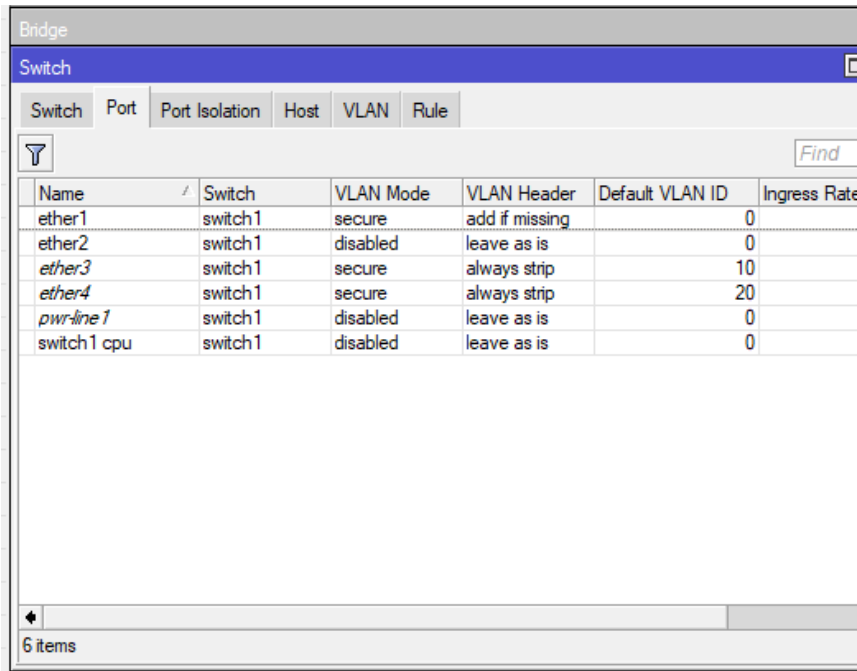 Bridge
Switch
Switch Port Port Isolation Host VLAN Rule
Find
Name Switch VLAN Mode VLAN Header Default VLAN ID Ingress Rate
ether1 switch1 secure add if missing 0
ether2 switch1 disabled leave as is 0
ether3 switch1 secure always strip 10
ether4 switch1 secure always strip 20
pwr-line1 switch1 disabled leave as is 0
switch1 cpu switch1 disabled leave as is 0
6 items